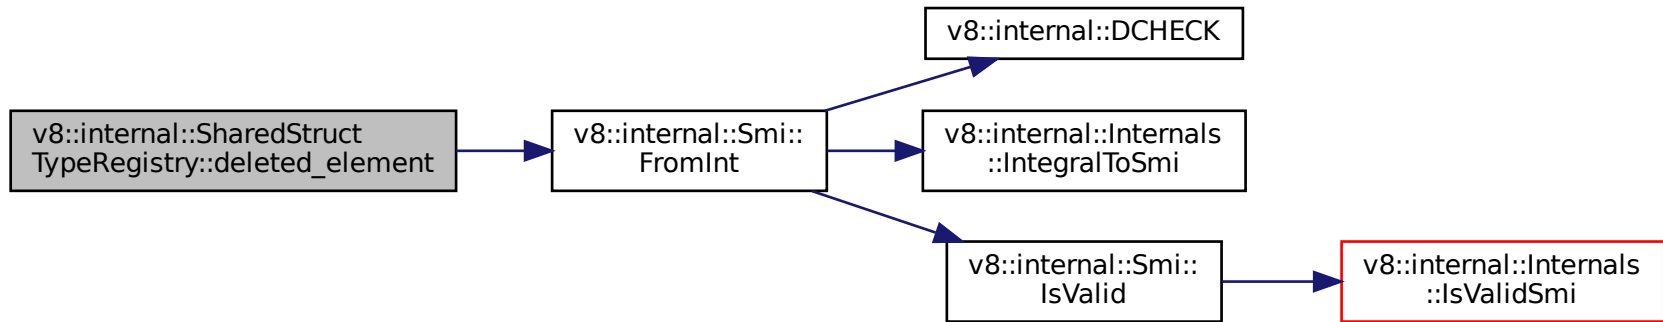 v8::internal::SharedStruct
TypeRegistry::deleted_element
v8::internal::Smi::
FromInt
v8::internal::DCHECK
v8::internal::Internals
::IntegralToSmi
v8::internal::Smi::
IsValid
v8::internal::Internals
::IsValidSmi